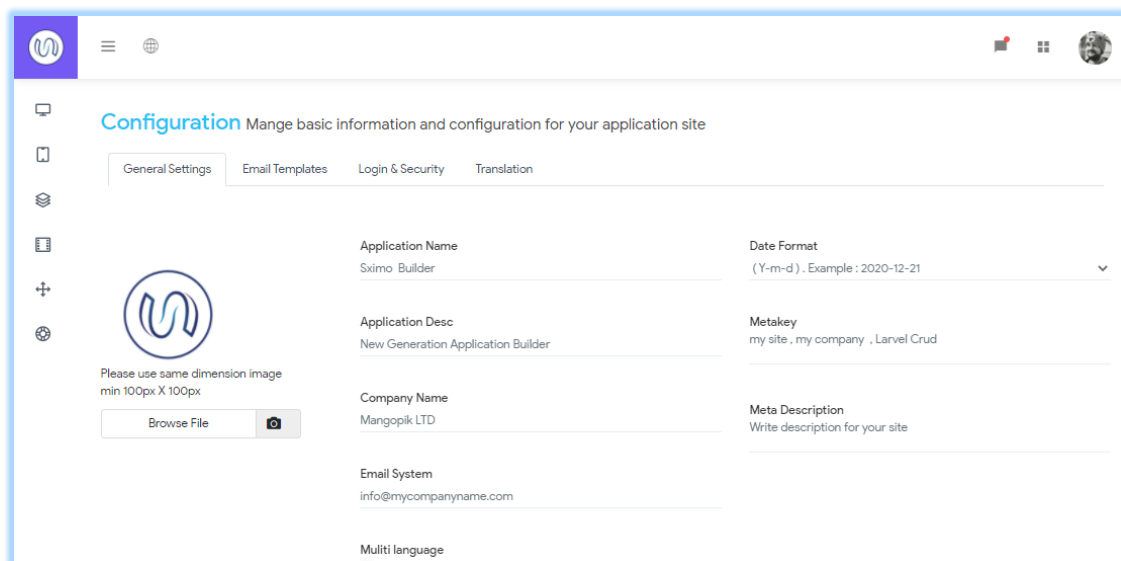 Configuration Mange basic information and configuration for your application site
General Settings Email Templates Login & Security Translation
Please use same dimension image
min 100px X 100px
Browse File
Application Name
Sximo Builder
Application Desc
New Generation Application Builder
Company Name
Mangopik LTD
Email System
info@mycompanyname.com
Muliti language
Date Format
( Y-m-d ) . Example : 2020-12-21
Metakey
my site , my company , Larvel Crud
Meta Description
Write description for your site